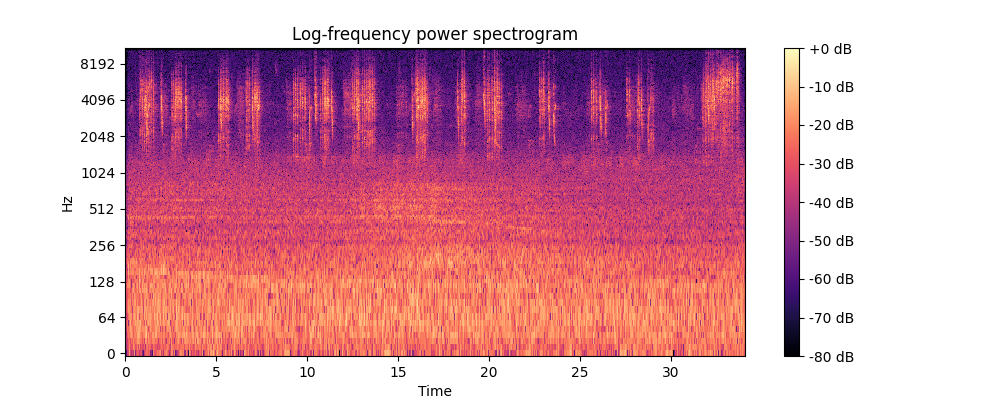 Log-frequency power spectrogram
8192
4096
2048
1024
512
256
128
64
0
Hz
0 5 10 15 20 25 30
Time
+0 dB
-10 dB
-20 dB
-30 dB
-40 dB
-50 dB
-60 dB
-70 dB
-80 dB